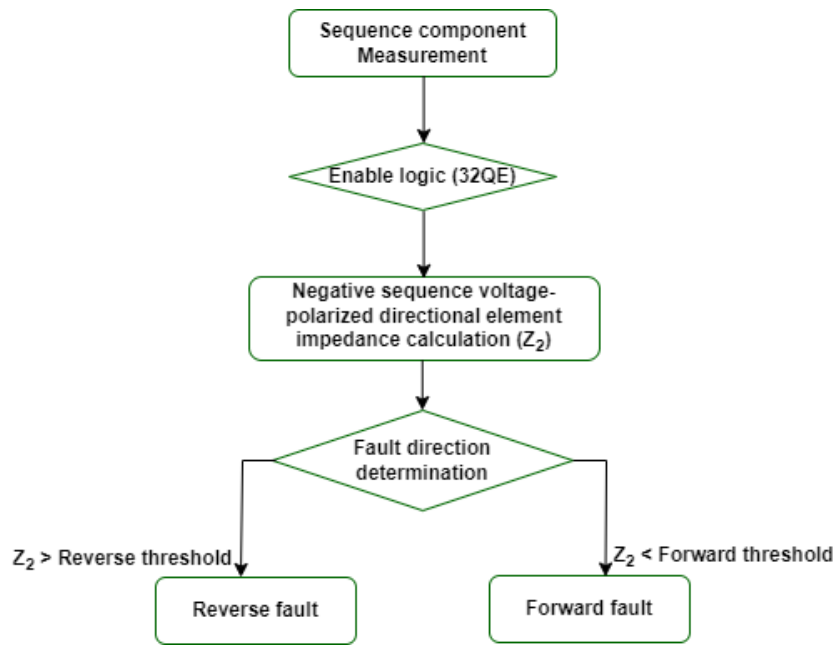 Sequence component
Measurement
Enable logic (32QE)
Negative sequence voltage-
polarized directional element
impedance calculation (Z₂)
Fault direction
determination
Z₂ > Reverse threshold
Z₂ < Forward threshold
Reverse fault
Forward fault